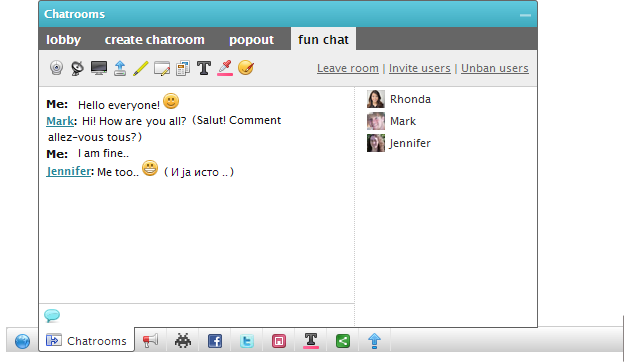 Chatrooms
lobby create chatroom popout fun chat
Leave room | Invite users | Unban users
Me: Hello everyone!
Mark: Hi! How are you all? (Salut! Comment
allez-vous tous?)
Me: I am fine..
Jennifer: Me too.. ( И ја исто .. )
Rhonda
Mark
Jennifer
Chatrooms